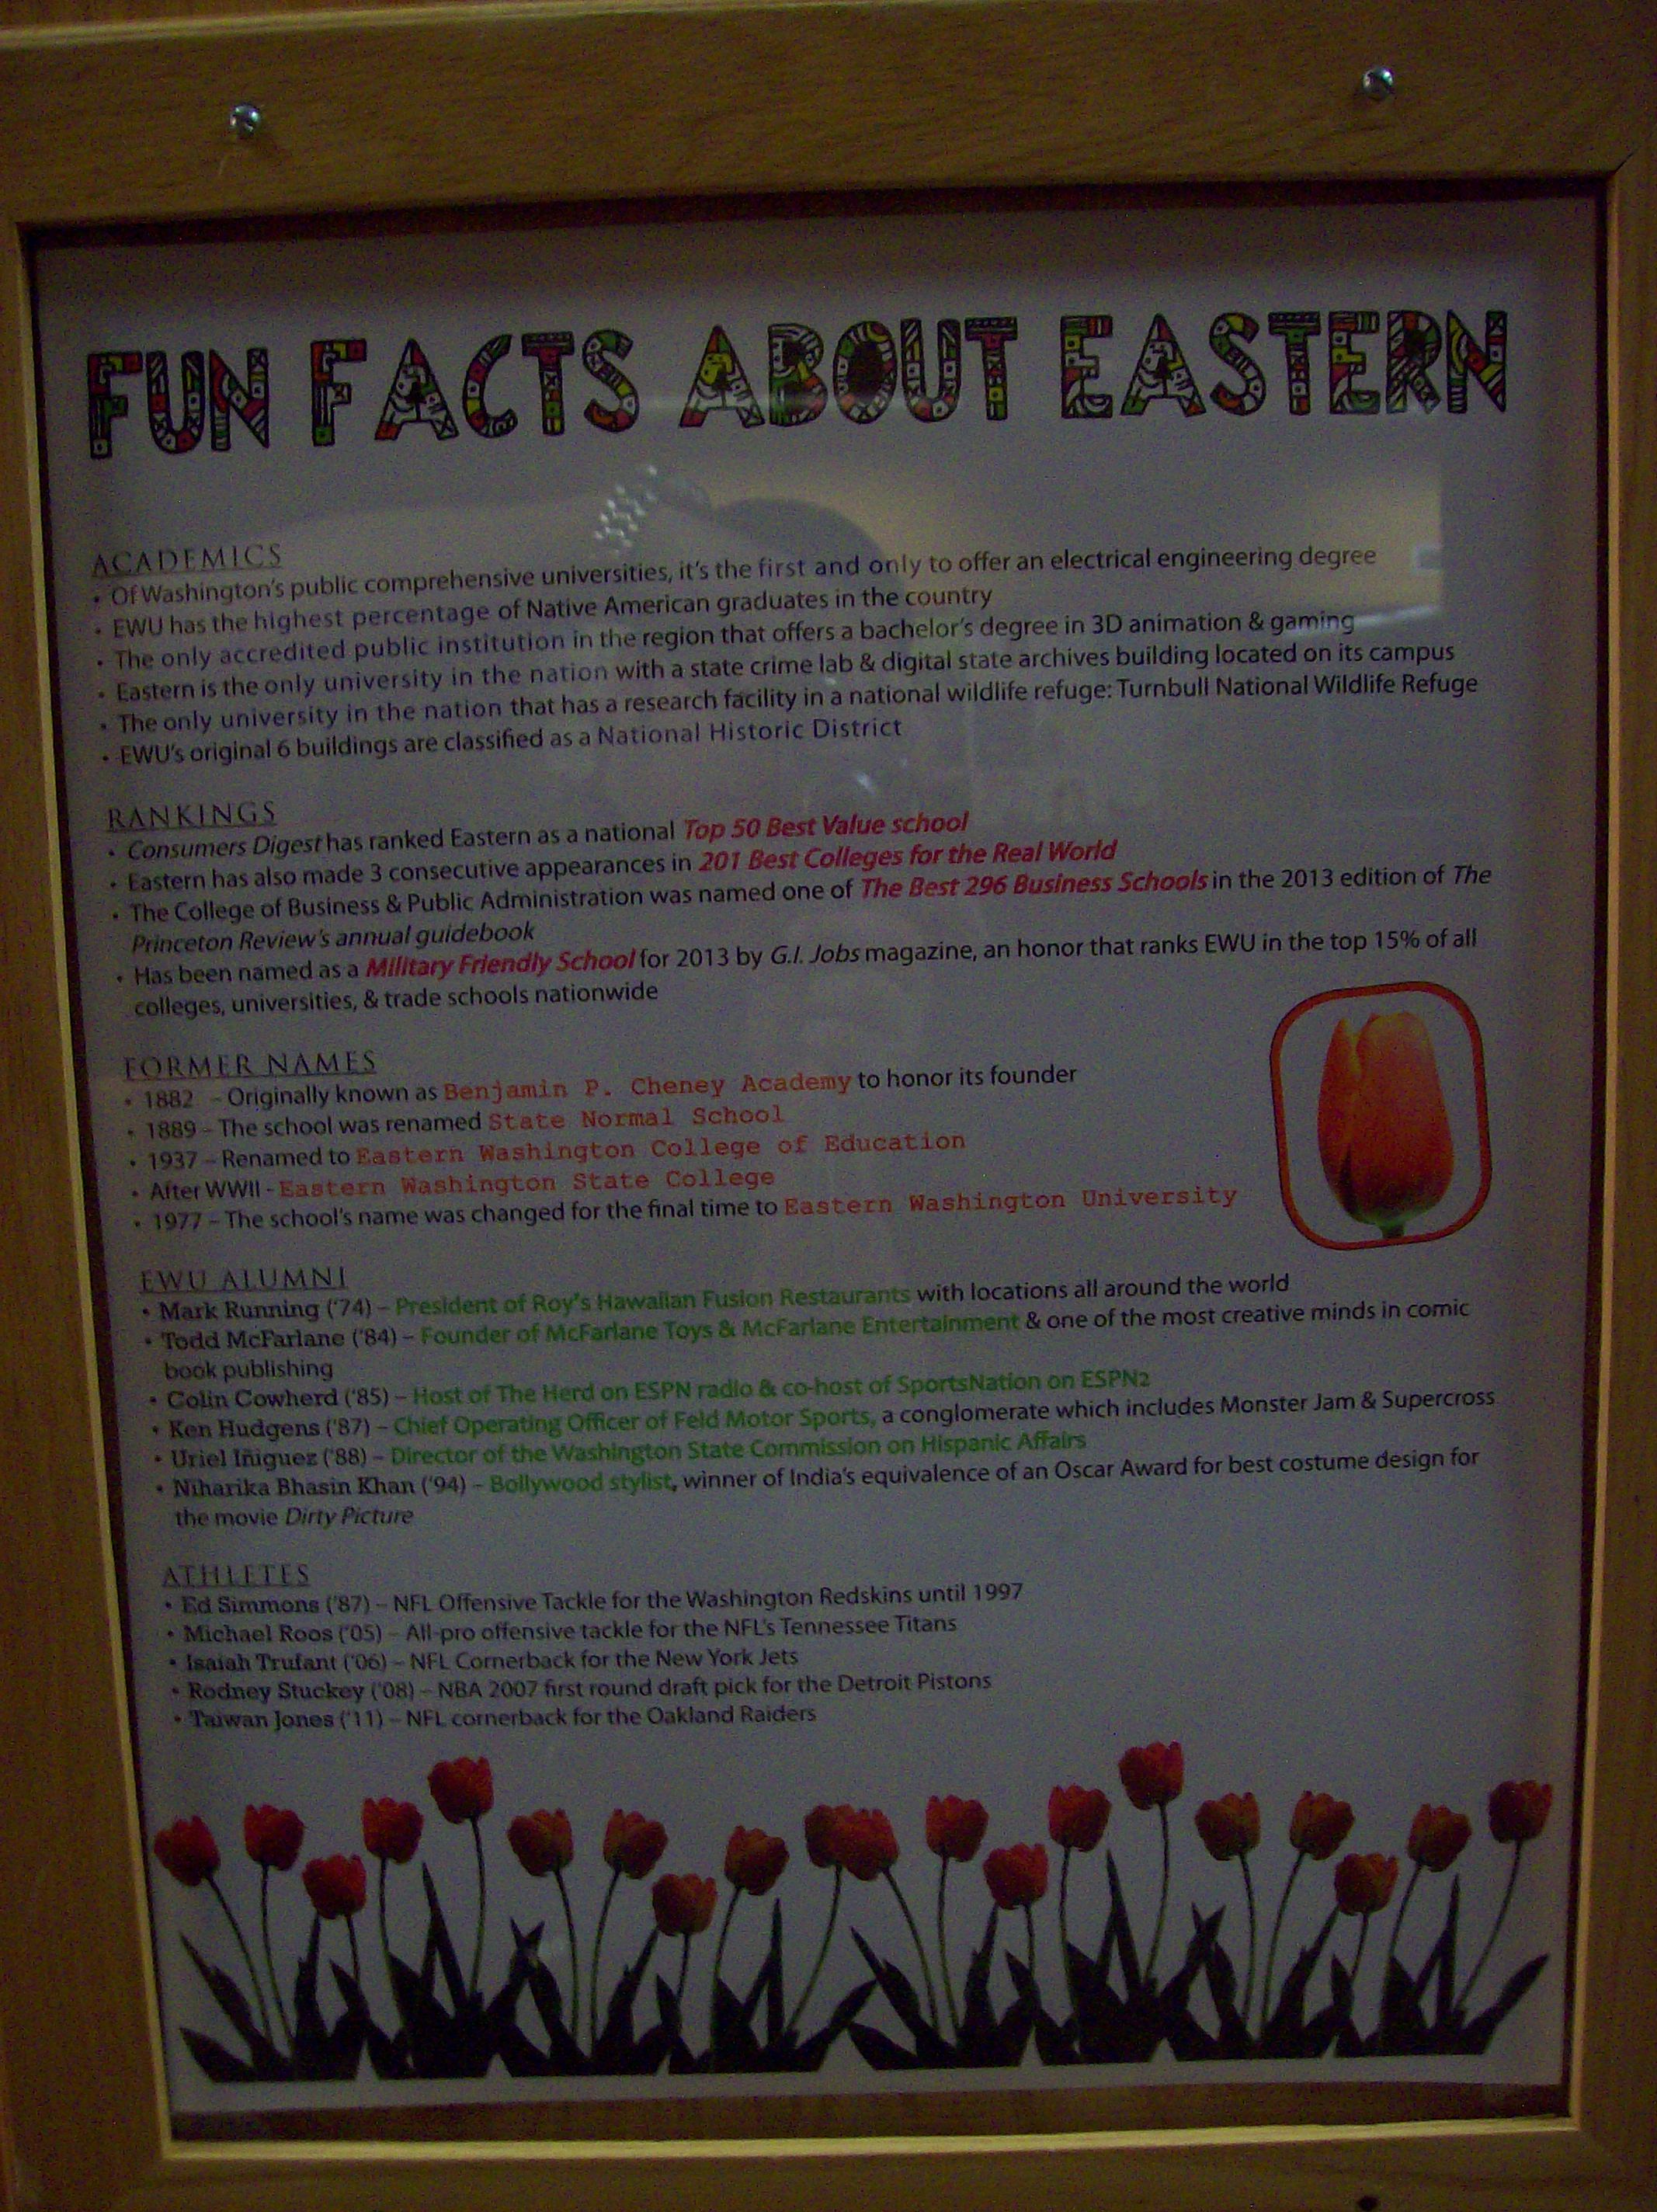 FUN FACTS ABOUT EASTERN
ACADEMICS
• Of Washington's public comprehensive universities, it's the first and only to offer an electrical engineering degree
• EWU has the highest percentage of Native American graduates in the country
• The only accredited public institution in the region that offers a bachelor's degree in 3D animation & gaming
• Eastern is the only university in the nation with a state crime lab & digital state archives building located on its campus
• The only university in the nation that has a research facility in a national wildlife refuge: Turnbull National Wildlife Refuge
• EWU's original 6 buildings are classified as a National Historic District
RANKINGS
• Consumers Digest has ranked Eastern as a national Top 50 Best Value school
• Eastern has also made 3 consecutive appearances in 201 Best Colleges for the Real World
• The College of Business & Public Administration was named one of The Best 296 Business Schools in the 2013 edition of The
Princeton Review's annual guidebook
• Has been named as a Military Friendly School for 2013 by G.I. Jobs magazine, an honor that ranks EWU in the top 15% of all
colleges, universities, & trade schools nationwide
FORMER NAMES
• 1882 – Originally known as Benjamin P. Cheney Academy to honor its founder
• 1889 – The school was renamed State Normal School
• 1937 – Renamed to Eastern Washington College of Education
• After WWII - Eastern Washington State College
• 1977 – The school's name was changed for the final time to Eastern Washington University
EWU ALUMNI
• Mark Running ('74) – President of Roy's Hawaiian Fusion Restaurants with locations all around the world
• Todd McFarlane ('84) – Founder of McFarlane Toys & McFarlane Entertainment & one of the most creative minds in comic
book publishing
• Colin Cowherd ('85) – Host of The Herd on ESPN radio & co-host of SportsNation on ESPN2
• Ken Hudgens ('87) – Chief Operating Officer of Feld Motor Sports, a conglomerate which includes Monster Jam & Supercross
• Uriel Iñiguez ('88) – Director of the Washington State Commission on Hispanic Affairs
• Niharika Bhasin Khan ('94) – Bollywood stylist, winner of India's equivalence of an Oscar Award for best costume design for
the movie Dirty Picture
ATHLETES
• Ed Simmons ('87) – NFL Offensive Tackle for the Washington Redskins until 1997
• Michael Roos ('05) – All-pro offensive tackle for the NFL's Tennessee Titans
• Isaiah Trufant ('06) – NFL Cornerback for the New York Jets
• Rodney Stuckey ('08) – NBA 2007 first round draft pick for the Detroit Pistons
• Taiwan Jones ('11) – NFL cornerback for the Oakland Raiders